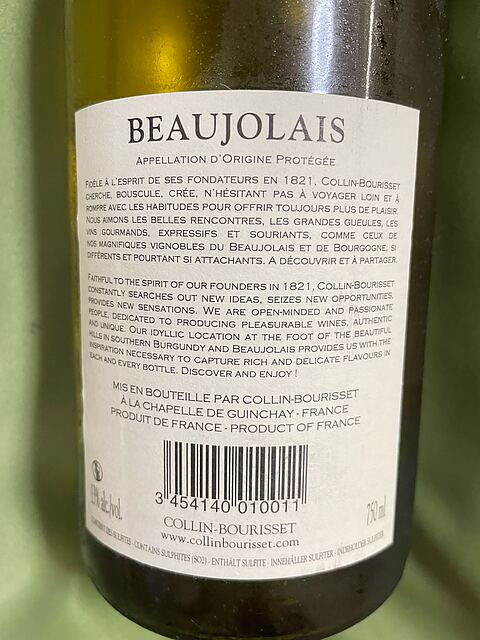 BEAUJOLAIS
APPELLATION D'ORIGINE PROTÉGÉE
FIDÈLE À L'ESPRIT DE SES FONDATEURS EN 1821, COLLIN-BOURISSET
CHERCHE, BOUSCULE, CRÉE, N'HÉSITANT PAS À VOYAGER LOIN ET À
ROMPRE AVEC LES HABITUDES POUR OFFRIR TOUJOURS PLUS DE PLAISIR.
NOUS AIMONS LES BELLES RENCONTRES, LES GRANDES GUEULES, LES
VINS GOURMANDS, EXPRESSIFS ET SOURIANTS, COMME CEUX DE
NOS MAGNIFIQUES VIGNOBLES DU BEAUJOLAIS ET DE BOURGOGNE, SI
DIFFÉRENTS ET POURTANT SI ATTACHANTS. A DÉCOUVRIR ET À PARTAGER.
FAITHFUL TO THE SPIRIT OF OUR FOUNDERS IN 1821, COLLIN-BOURISSET
CONSTANTLY SEARCHES OUT NEW IDEAS, SEIZES NEW OPPORTUNITIES,
PROVIDES NEW SENSATIONS. WE ARE OPEN-MINDED AND PASSIONATE
PEOPLE, DEDICATED TO PRODUCING PLEASURABLE WINES, AUTHENTIC
AND UNIQUE. OUR IDYLLIC LOCATION AT THE FOOT OF THE BEAUTIFUL
HILLS IN SOUTHERN BURGUNDY AND BEAUJOLAIS PROVIDES US WITH THE
INSPIRATION NECESSARY TO CAPTURE RICH AND DELICATE FLAVOURS IN
EACH AND EVERY BOTTLE. DISCOVER AND ENJOY !
MIS EN BOUTEILLE PAR COLLIN-BOURISSET
À LA CHAPELLE DE GUINCHAY - FRANCE
PRODUIT DE FRANCE - PRODUCT OF FRANCE
3 454140 010011
13% alc./vol.
750 ml
COLLIN-BOURISSET
www.collinbourisset.com
CONTIENT DES SULFITES - CONTAINS SULPHITES (SO2) - ENTHÄLT SULFITE - INNEHÅLLER SULFITER - INDEHOLDER SULFITTER